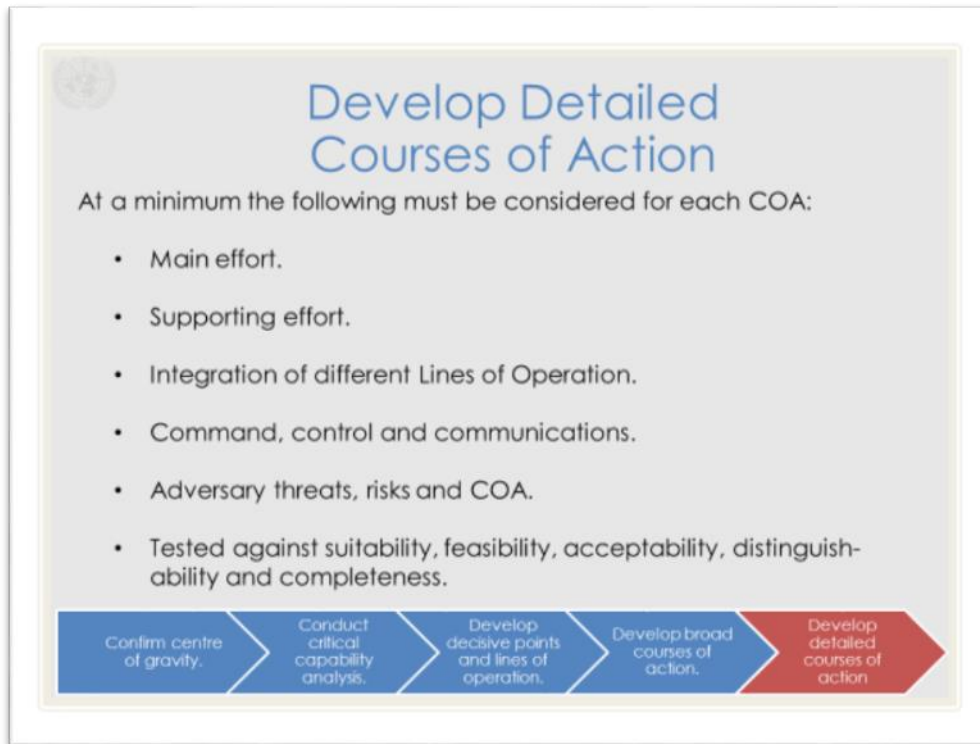 Develop Detailed
Courses of Action
At a minimum the following must be considered for each COA:
• Main effort.
• Supporting effort.
• Integration of different Lines of Operation.
• Command, control and communications.
• Adversary threats, risks and COA.
• Tested against suitability, feasibility, acceptability, distinguish-
ability and completeness.
Confirm centre
of gravity.
Conduct
critical
capability
analysis.
Develop
decisive points
and lines of
operation.
Develop broad
courses of
action.
Develop
detailed
courses of
action